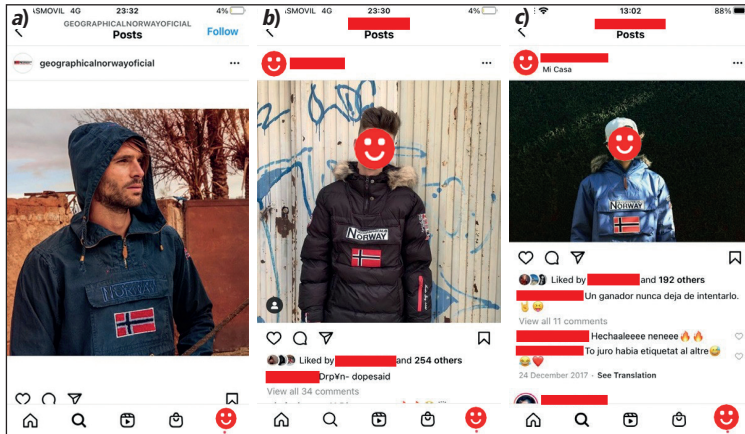 a)
.SMOVIL 4G 23:32 4%
GEOGRAPHICALNORWAYOFICIAL
Posts Follow
geographicalnorwayoficial ...
NORWAY
b)
.SMOVIL 4G 23:30 4%
Posts
...
NORWAY
Liked by and 254 others
Drp¥n- dopesaid
View all 34 comments
c)
13:02 88%
Posts
Mi Casa
...
NORWAY
Liked by and 192 others
Un ganador nunca deja de intentarlo.
View all 11 comments
Hechaaleeee neneee
To juro habia etiquetat al altre
24 December 2017 · See Translation